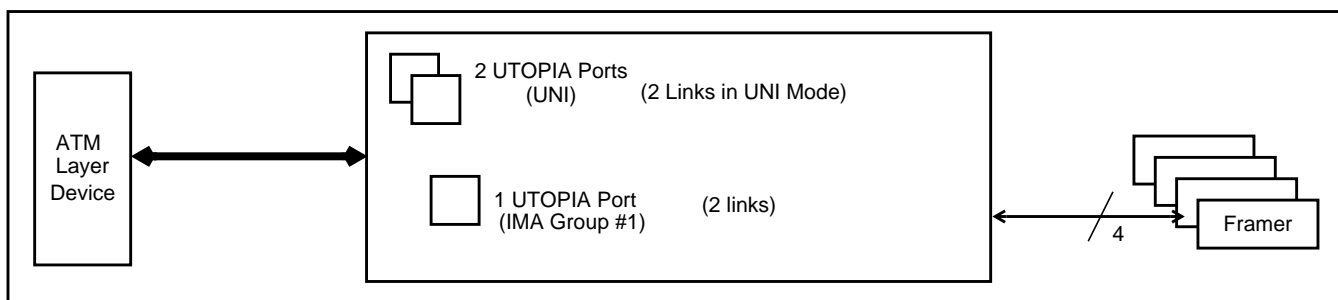 ATM
Layer
Device
2 UTOPIA Ports
(UNI)
(2 Links in UNI Mode)
1 UTOPIA Port
(IMA Group #1)
(2 links)
4
Framer